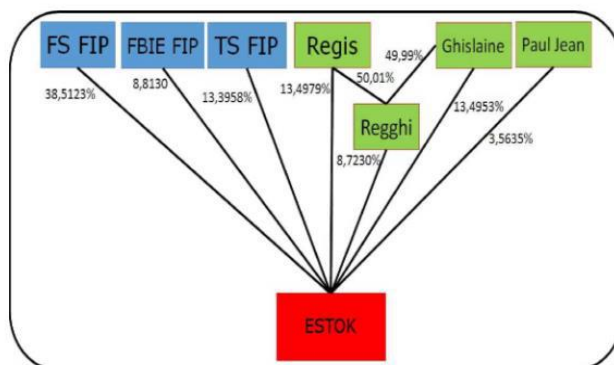 FS FIP
FBIE FIP
TS FIP
Regis
Ghislaine
Paul Jean
49,99%
50,01%
38,5123%
8,8130
13,3958%
13,4979%
Regghi
13,4953%
3,5635%
8,7230%
ESTOK